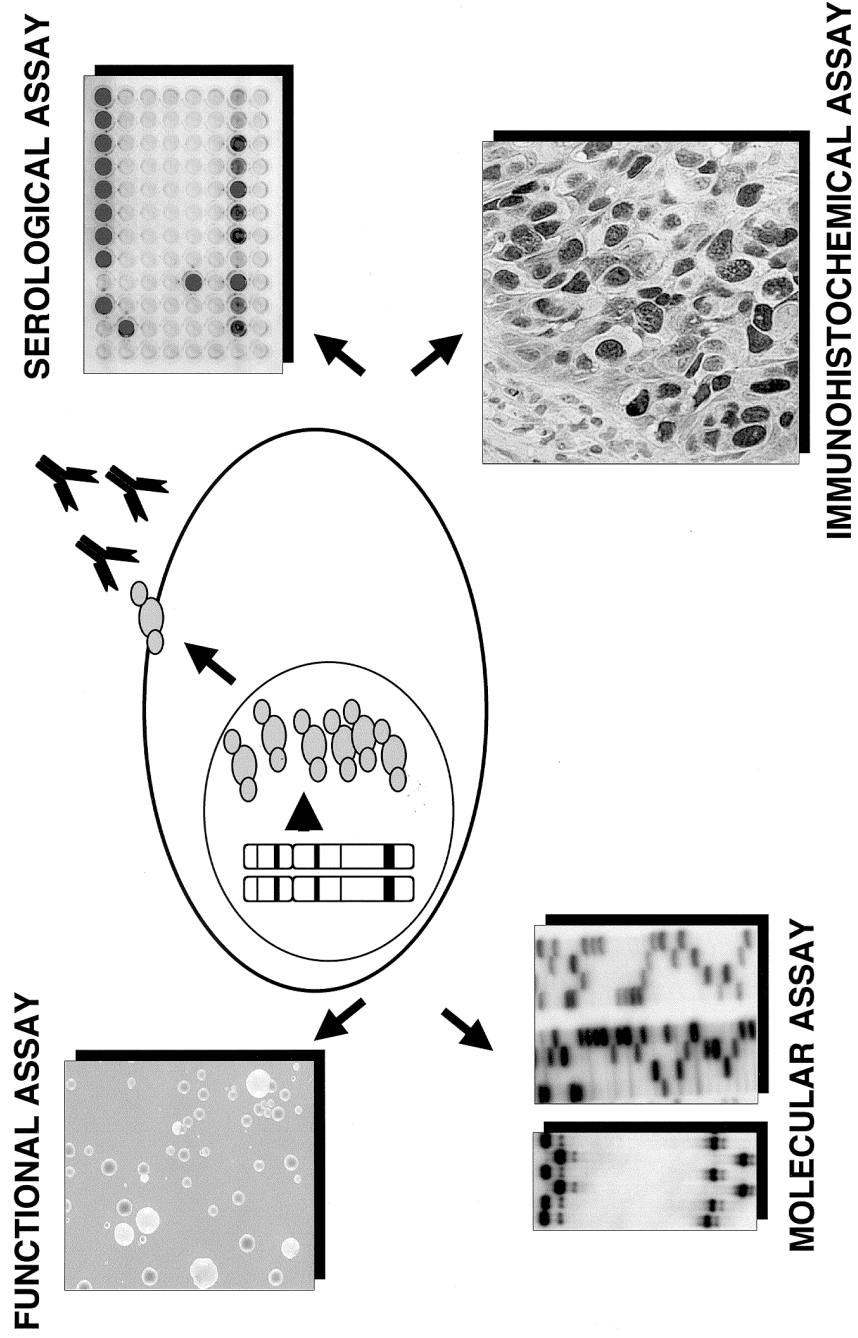 FUNCTIONAL ASSAY
SEROLOGICAL ASSAY
MOLECULAR ASSAY
IMMUNOHISTOCHEMICAL ASSAY